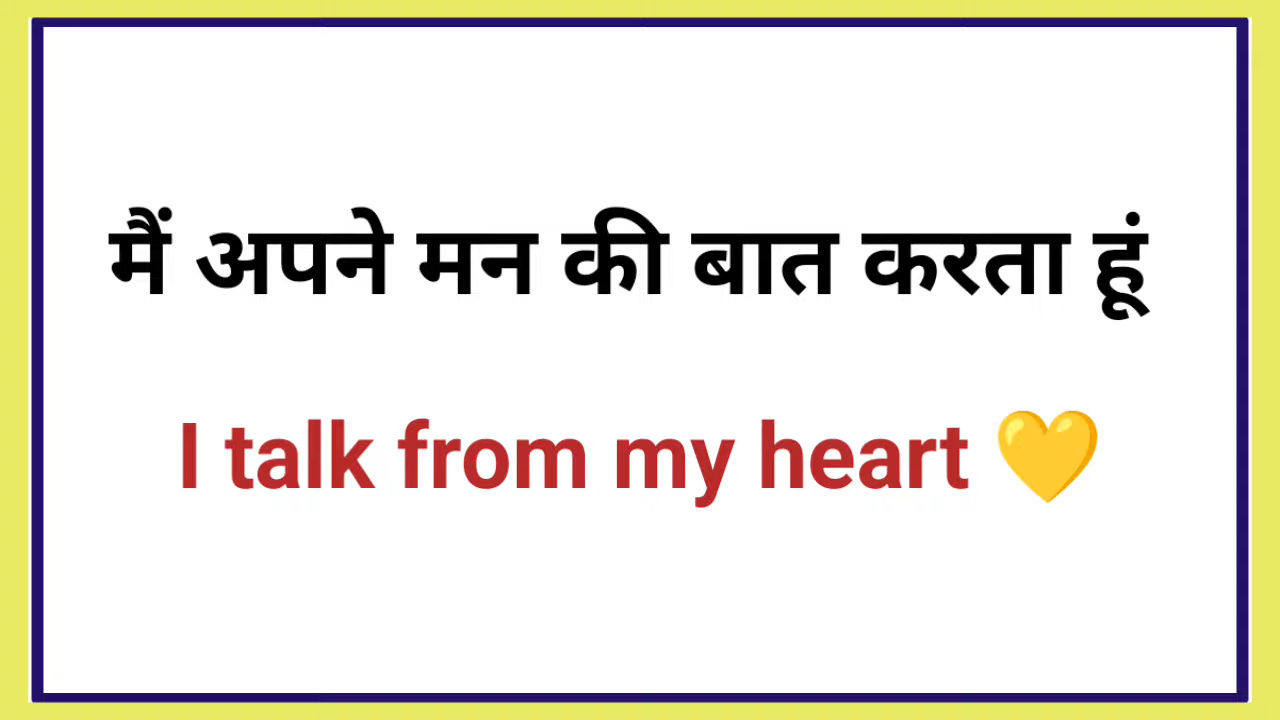 मैं अपने मन की बात करता हूं
I talk from my heart 💛